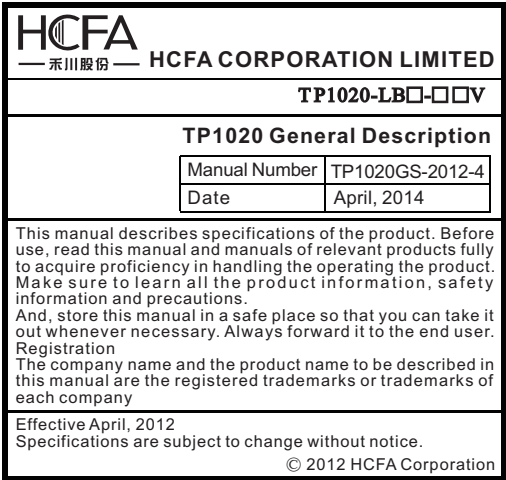 HCFA
禾川股份
HCFA CORPORATION LIMITED
TP1020-LB□-□□V
TP1020 General Description
Manual Number TP1020GS-2012-4
Date April, 2014
This manual describes specifications of the product. Before
use, read this manual and manuals of relevant products fully
to acquire proficiency in handling the operating the product.
Make sure to learn all the product information, safety
information and precautions.
And, store this manual in a safe place so that you can take it
out whenever necessary. Always forward it to the end user.
Registration
The company name and the product name to be described in
this manual are the registered trademarks or trademarks of
each company
Effective April, 2012
Specifications are subject to change without notice.
© 2012 HCFA Corporation